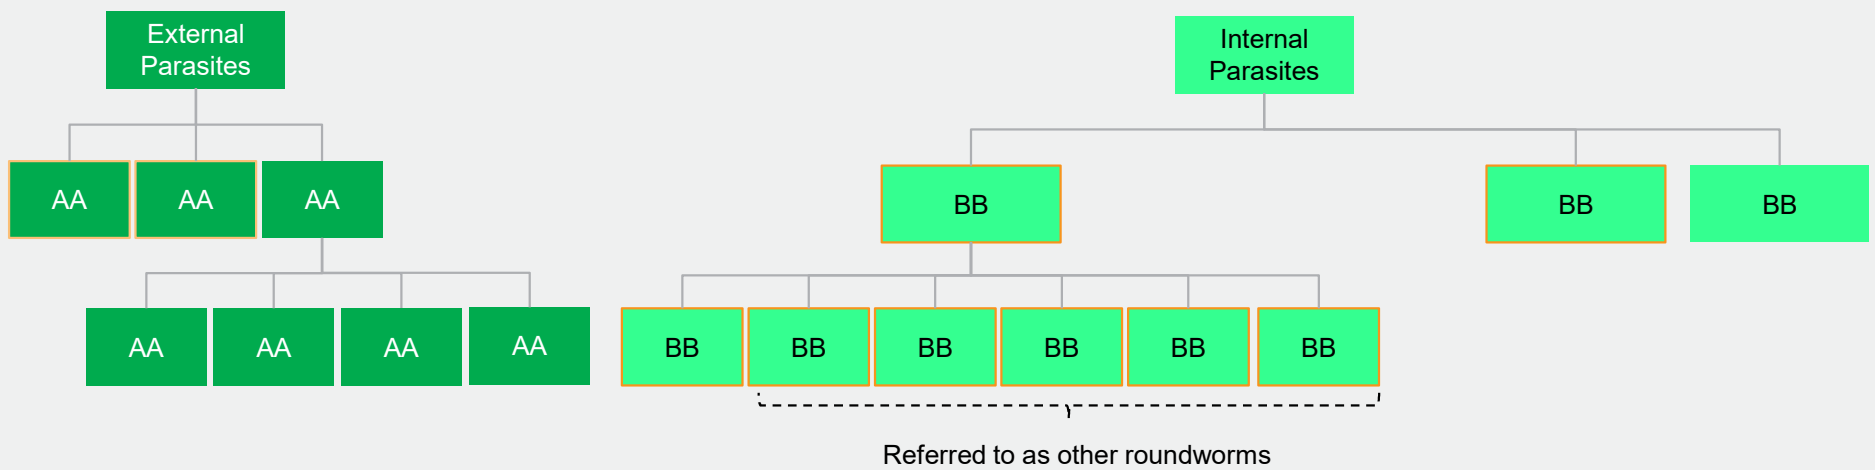 External
Parasites
Internal
Parasites
AA
AA
AA
BB
BB
BB
AA
AA
AA
AA
BB
BB
BB
BB
BB
BB
Referred to as other roundworms